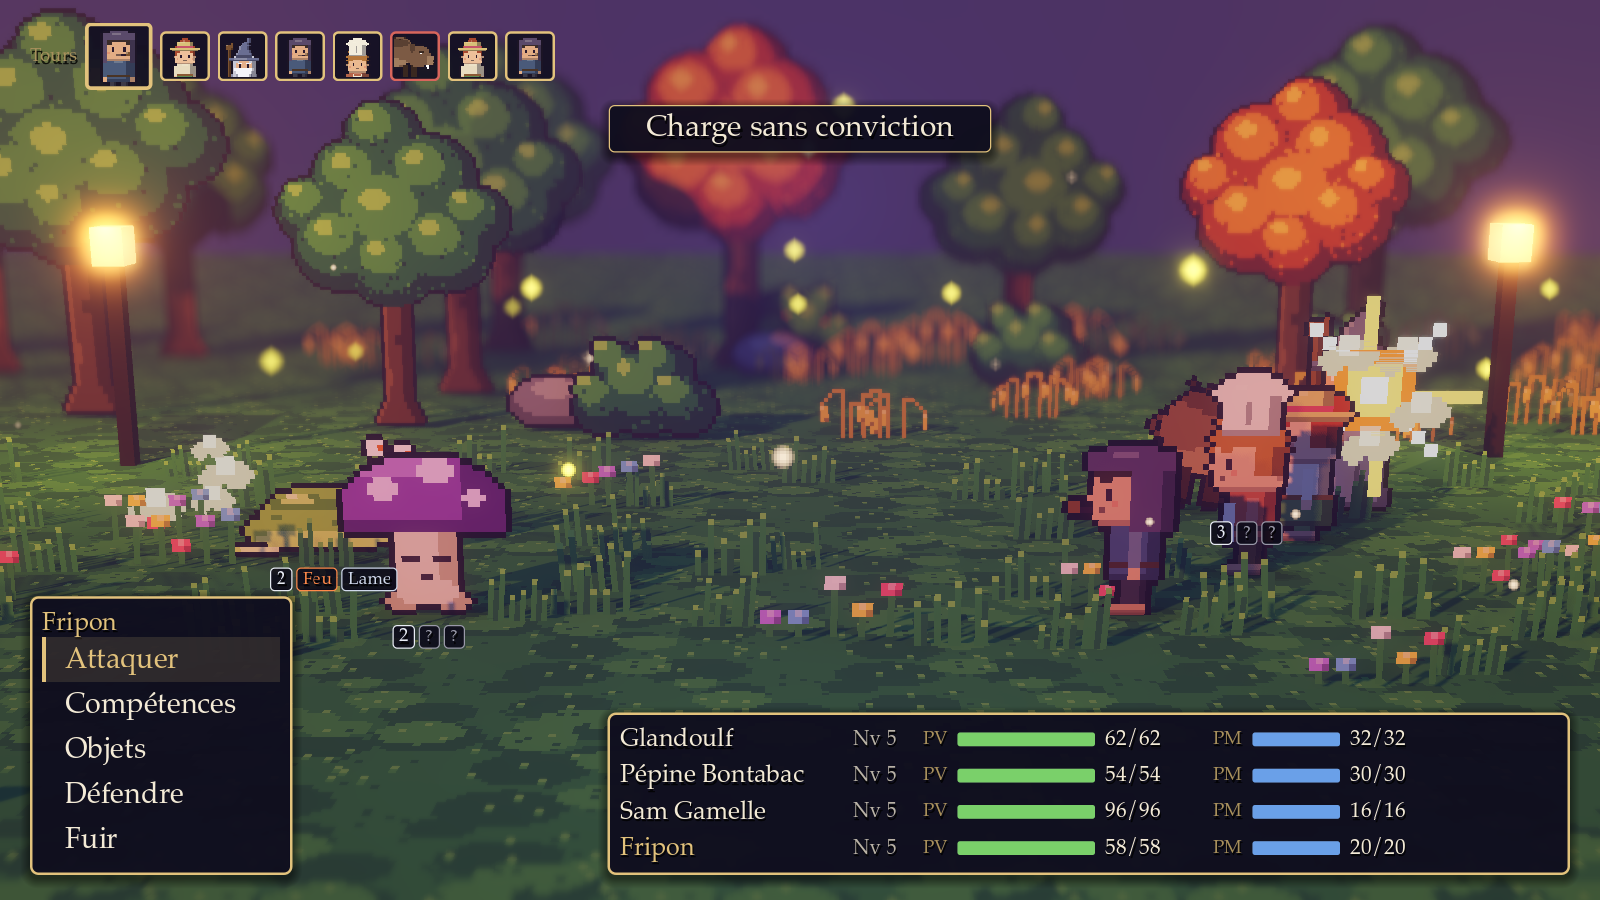 Tours
Charge sans conviction
3 ? ?
2 Feu Lame
2 ? ?
Fripon
Attaquer
Compétences
Objets
Défendre
Fuir
Glandoulf Nv 5 PV 62/62 PM 32/32
Pépine Bontabac Nv 5 PV 54/54 PM 30/30
Sam Gamelle Nv 5 PV 96/96 PM 16/16
Fripon Nv 5 PV 58/58 PM 20/20